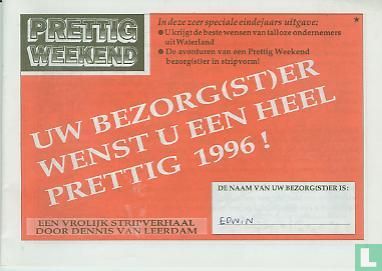 PRETTIG
WEEKEND
In deze zeer speciale eindejaars uitgave:
*
● U krijgt de beste wensen van talloze ondernemers
uit Waterland
● De avonturen van een Prettig Weekend
bezorg(st)er in stripvorm!
UW BEZORG(ST)ER
WENST U EEN HEEL
PRETTIG 1996 !
DE NAAM VAN UW BEZORG(ST)ER IS:
EDWIN
EEN VROLIJK STRIPVERHAAL
DOOR DENNIS VAN LEERDAM